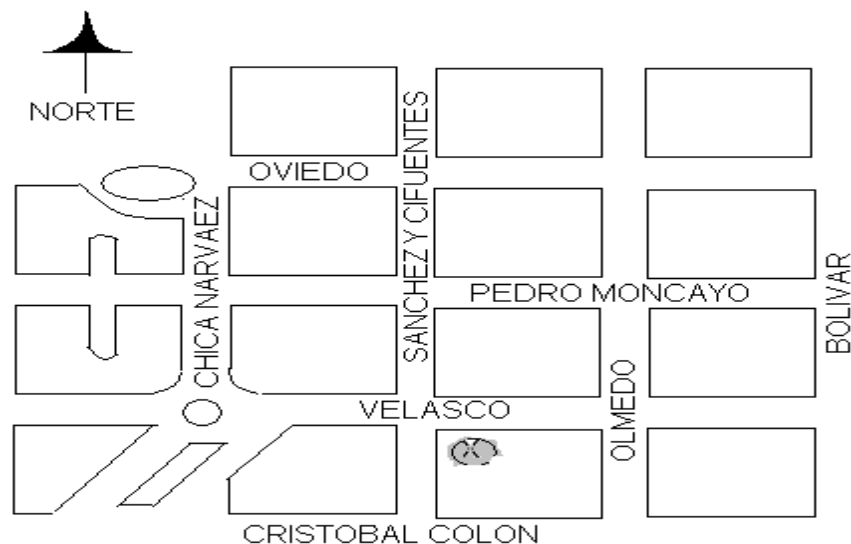 NORTE
OVIEDO
SANCHEZ Y CIFUENTES
CHICA NARVAEZ
PEDRO MONCAYO
BOLIVAR
VELASCO
OLMEDO
X
CRISTOBAL COLON